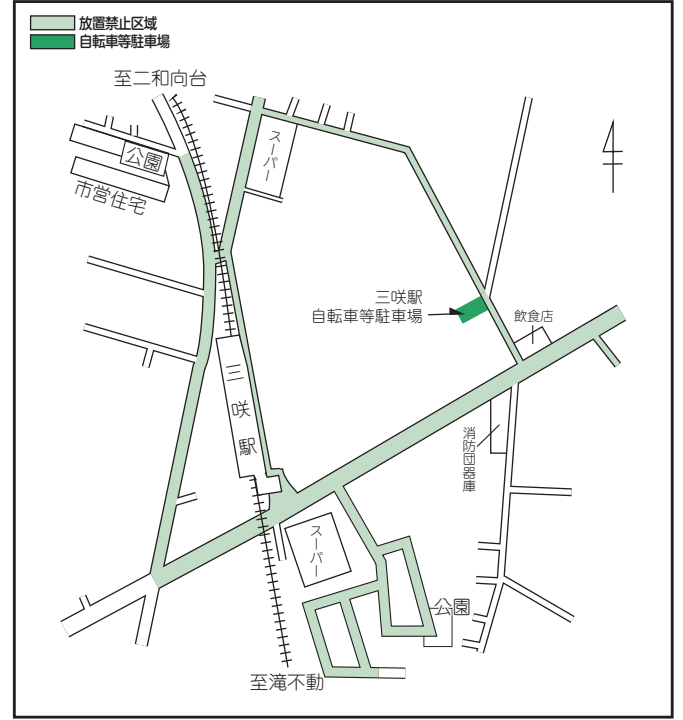 放置禁止区域
自転車等駐車場
至二和向台
スーパー
公園
市営住宅
三咲駅
自転車等駐車場
飲食店
三咲駅
消防団器庫
スーパー
公園
至滝不動